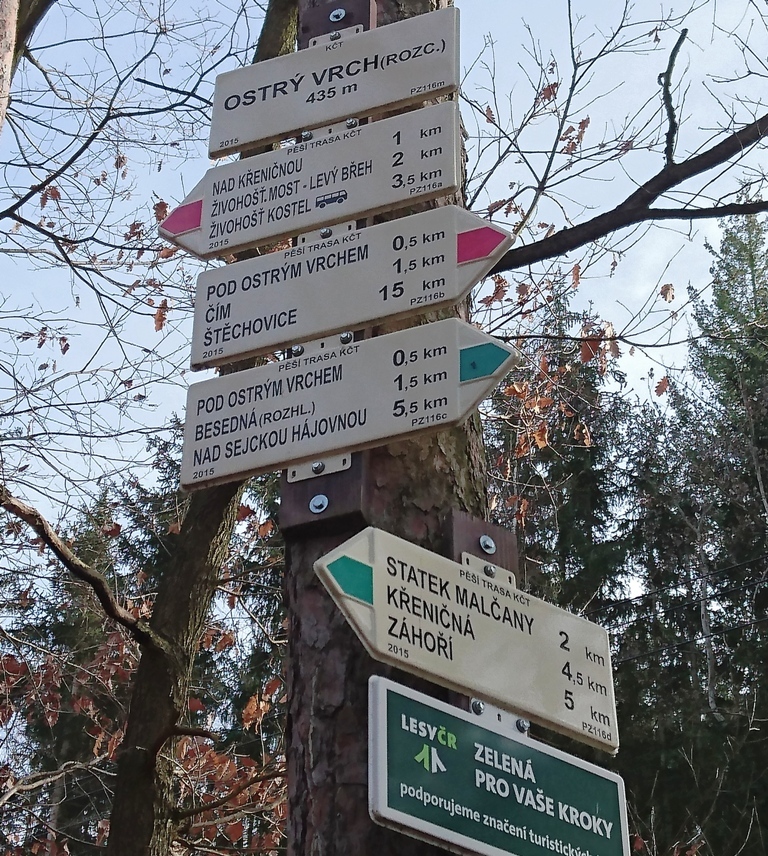 KČT
OSTRÝ VRCH (ROZC.)
435 m
2015 PZ116m
PĚŠÍ TRASA KČT
NAD KŘENIČNOU 1 km
ŽIVOHOŠŤ.MOST - LEVÝ BŘEH 2 km
ŽIVOHOŠŤ KOSTEL 3,5 km
2015 PZ116a
PĚŠÍ TRASA KČT
POD OSTRÝM VRCHEM 0,5 km
ČÍM 1,5 km
ŠTĚCHOVICE 15 km
2015 PZ116b
PĚŠÍ TRASA KČT
POD OSTRÝM VRCHEM 0,5 km
BESEDNÁ (ROZHL.) 1,5 km
NAD SEJCKOU HÁJOVNOU 5,5 km
2015 PZ116c
PĚŠÍ TRASA KČT
STATEK MALČANY 2 km
KŘENIČNÁ 4,5 km
ZÁHOŘÍ 5 km
2015 PZ116d
LESY ČR
ZELENÁ
PRO VAŠE KROKY
podporujeme značení turistických